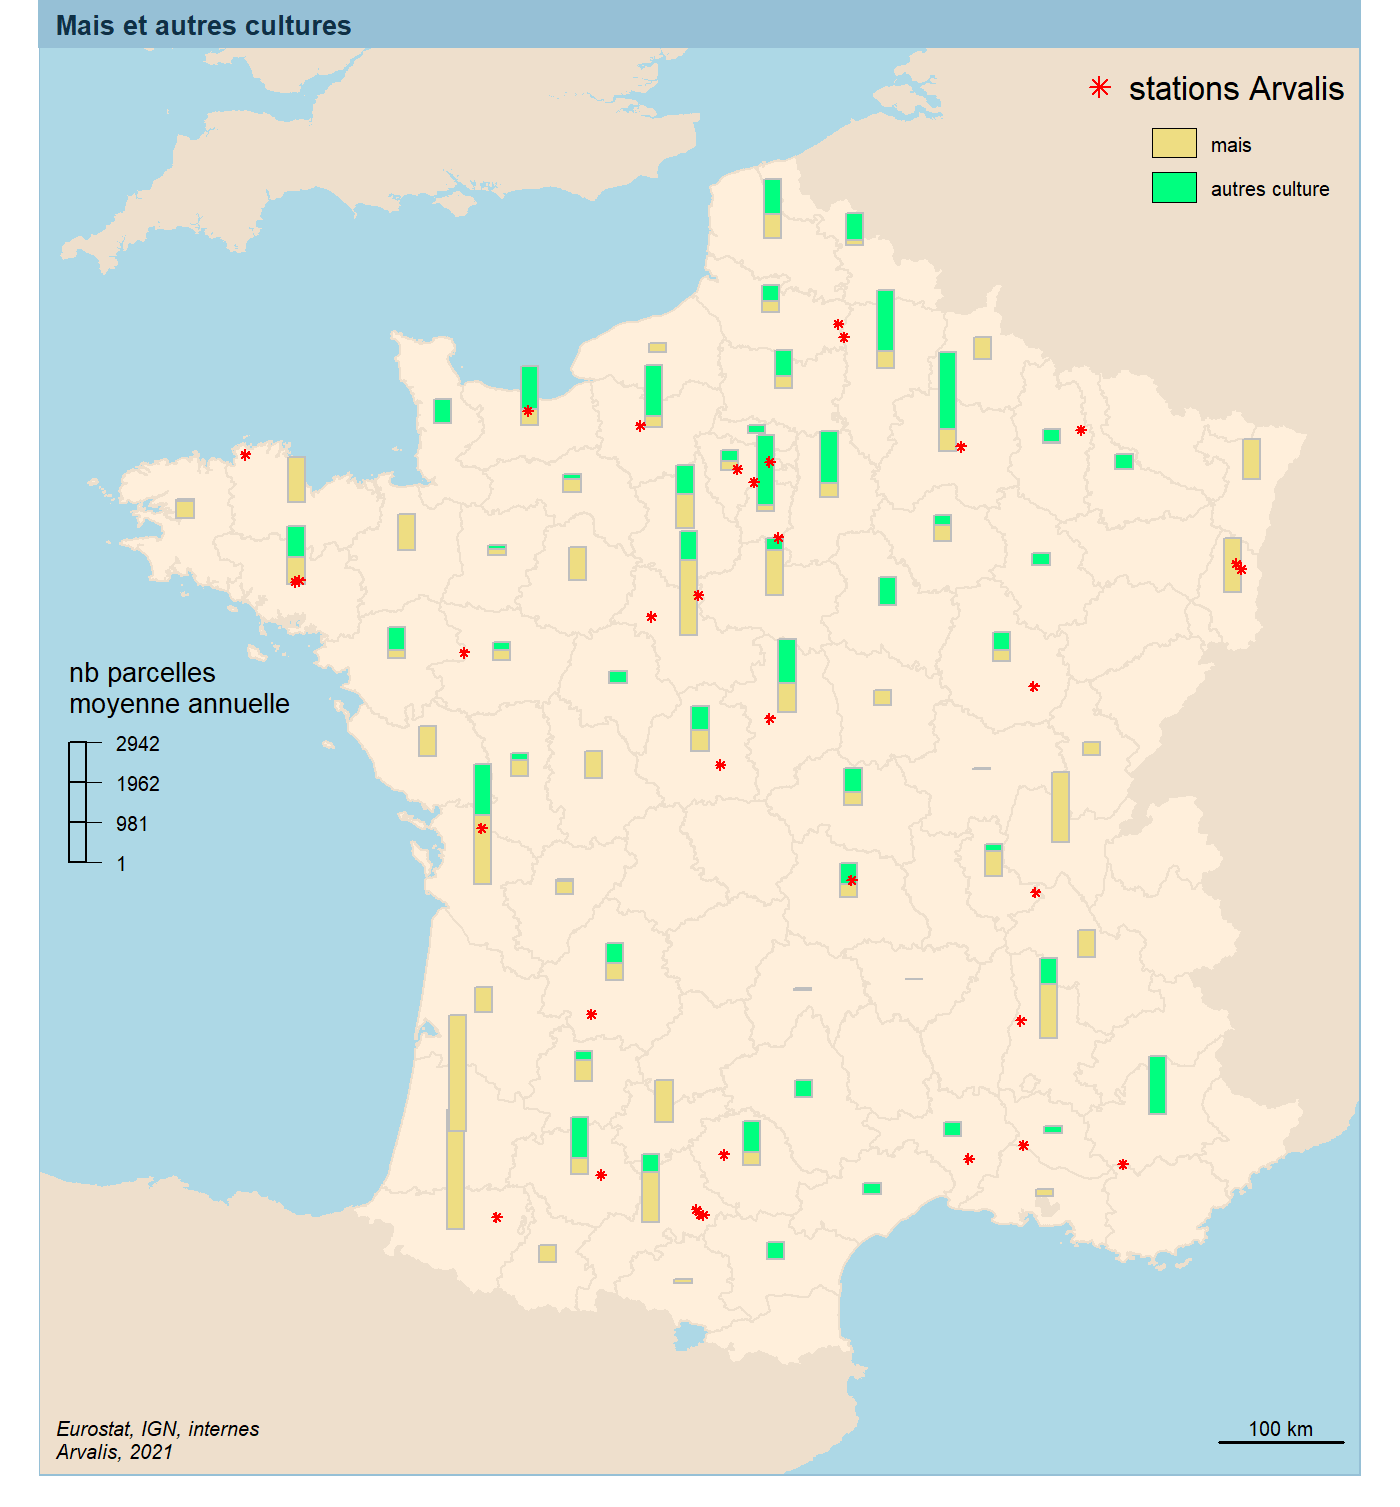 Mais et autres cultures
stations Arvalis
mais
autres culture
nb parcelles
moyenne annuelle
2942
1962
981
1
Eurostat, IGN, internes
Arvalis, 2021
100 km